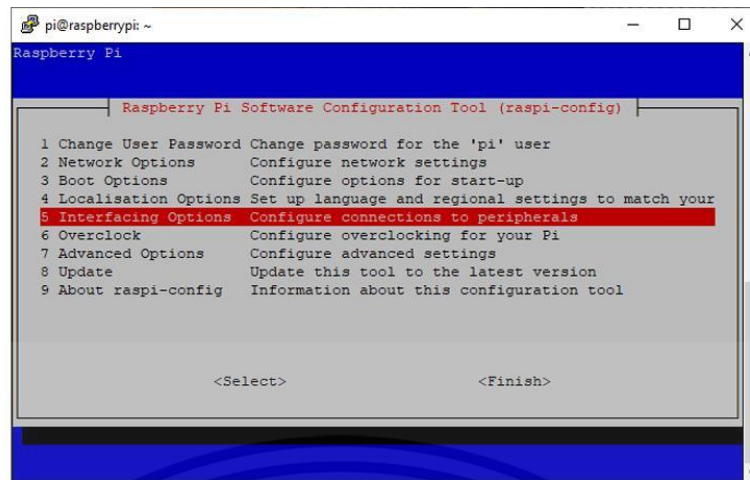 pi@raspberrypi: ~
Raspberry Pi
Raspberry Pi Software Configuration Tool (raspi-config)
1 Change User Password Change password for the 'pi' user
2 Network Options Configure network settings
3 Boot Options Configure options for start-up
4 Localisation Options Set up language and regional settings to match your
5 Interfacing Options Configure connections to peripherals
6 Overclock Configure overclocking for your Pi
7 Advanced Options Configure advanced settings
8 Update Update this tool to the latest version
9 About raspi-config Information about this configuration tool
<Select> <Finish>